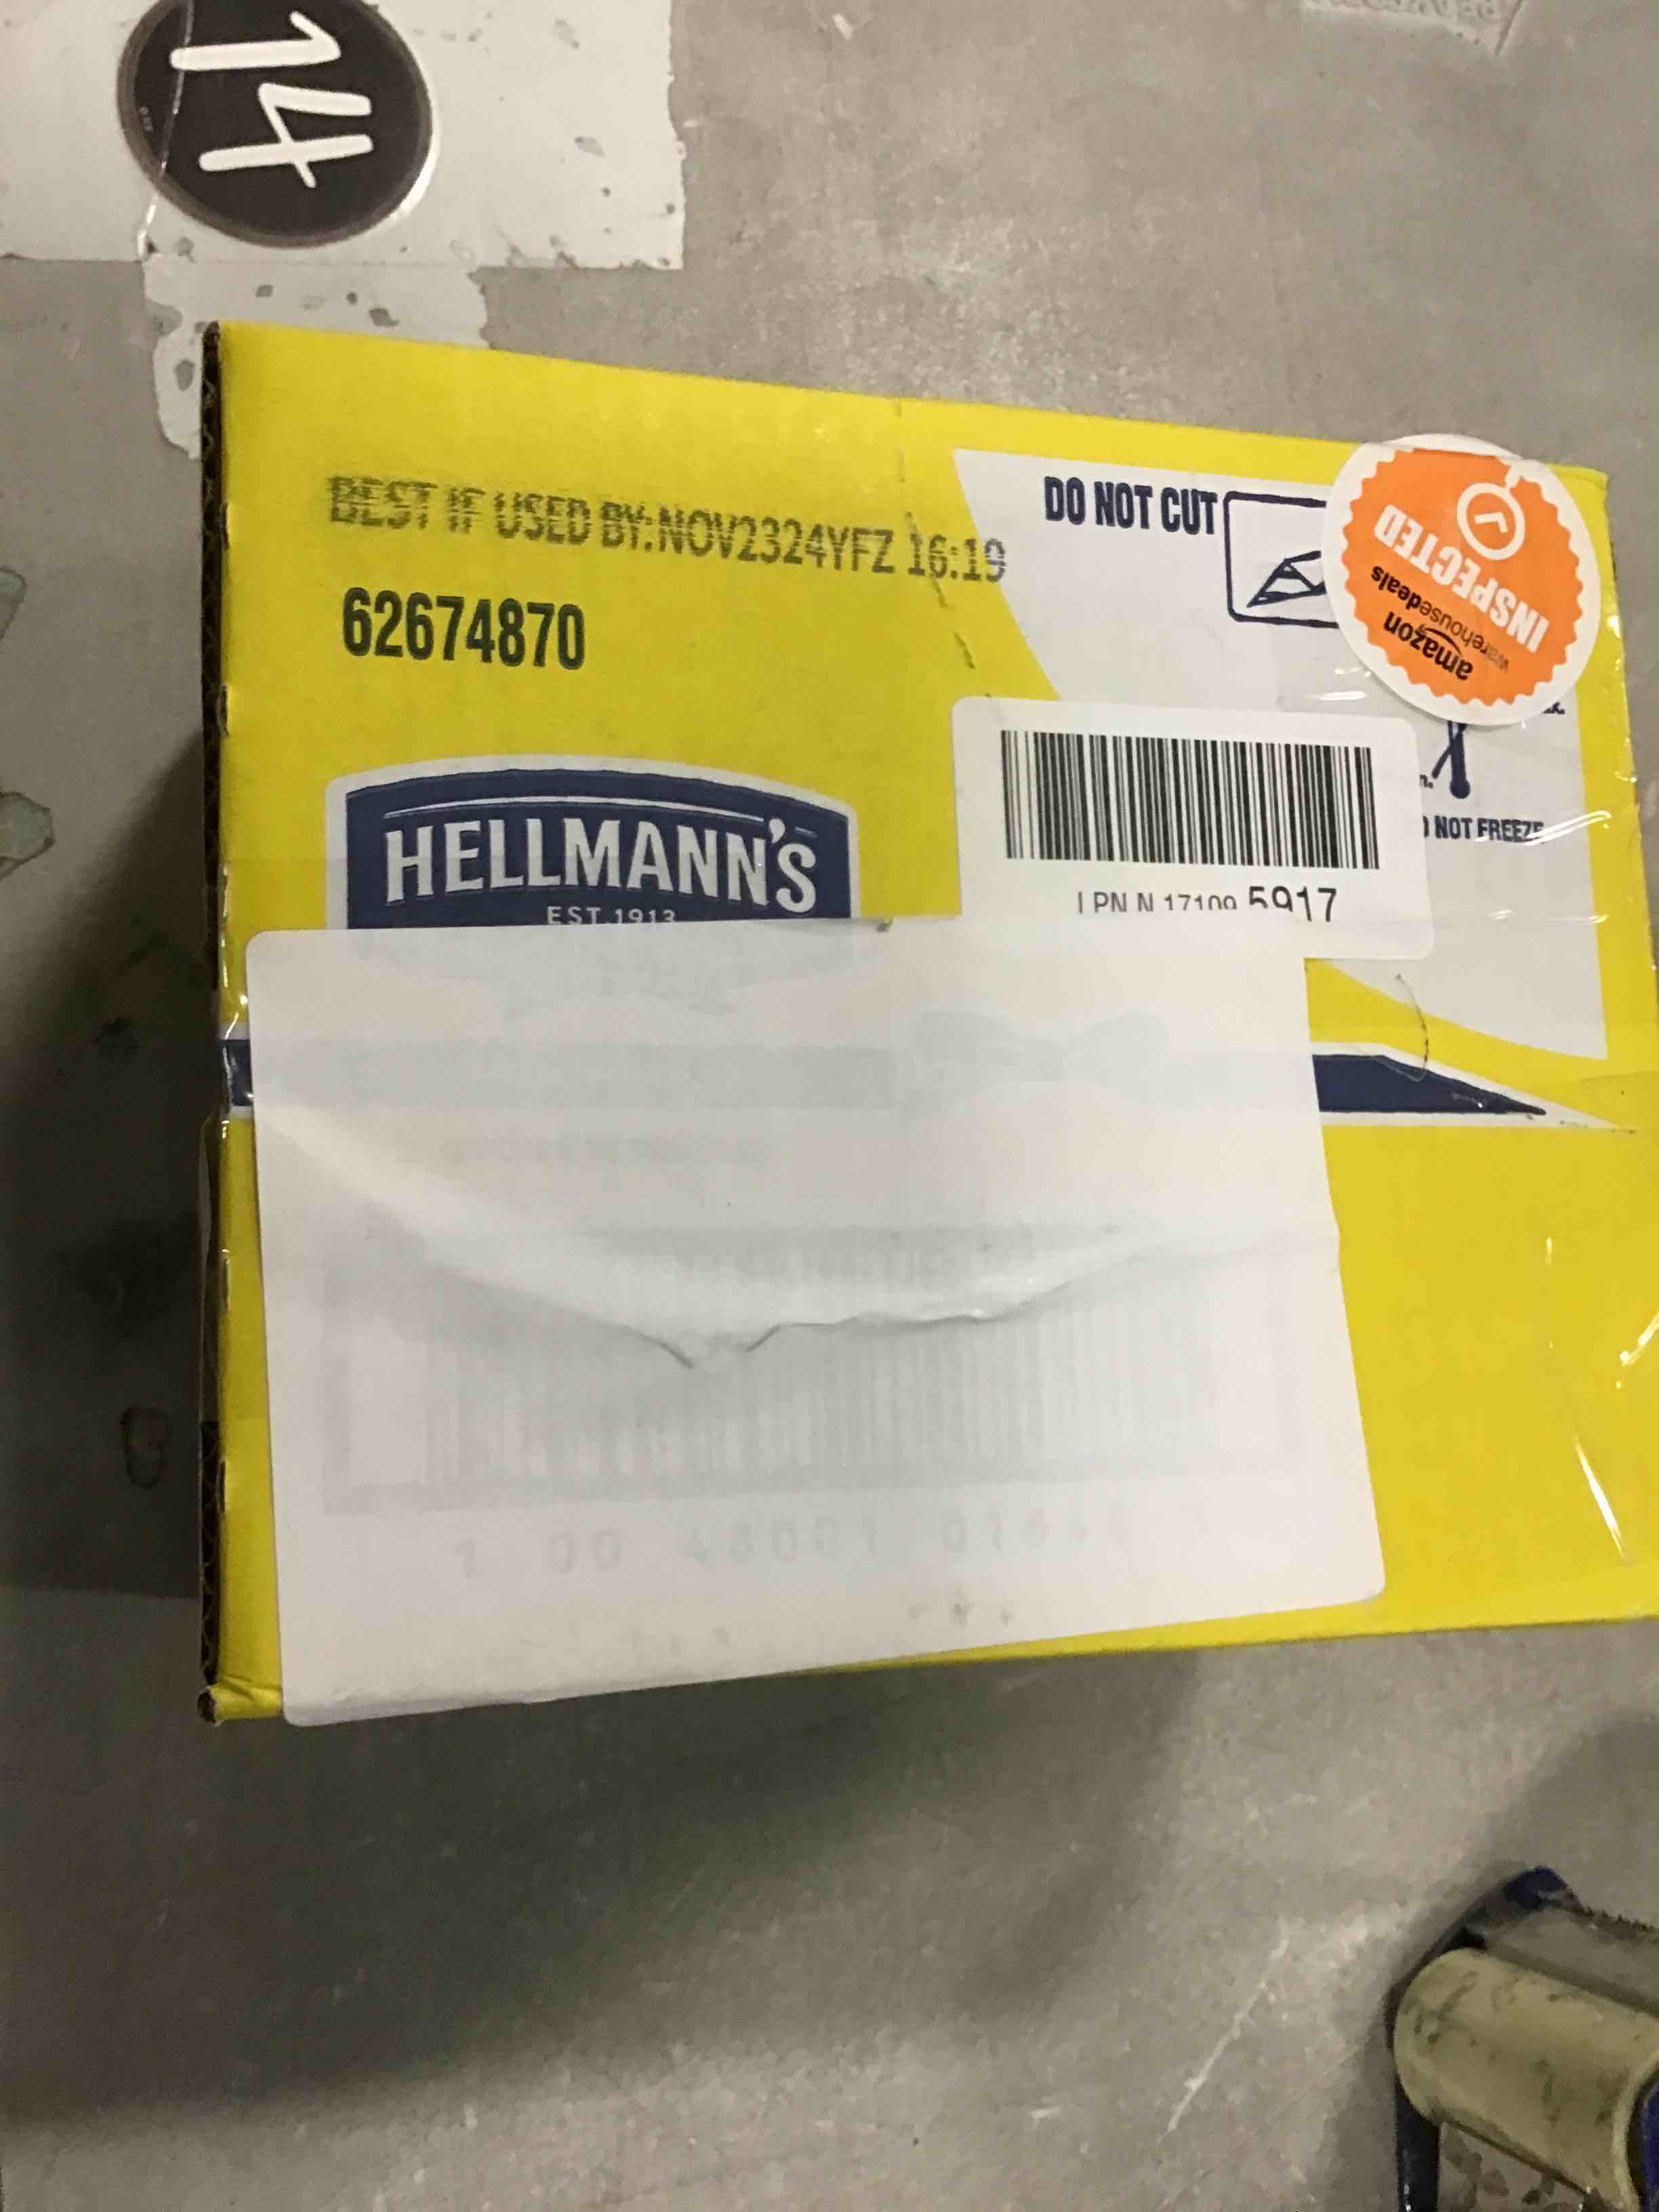 14
BEST IF USED BY:NOV2324YFZ 16:19
62674870
DO NOT CUT
INSPECTED
warehousedeals
amazon
HELLMANN'S
EST.1913
LPN N 17109 5917
NOT FREEZE